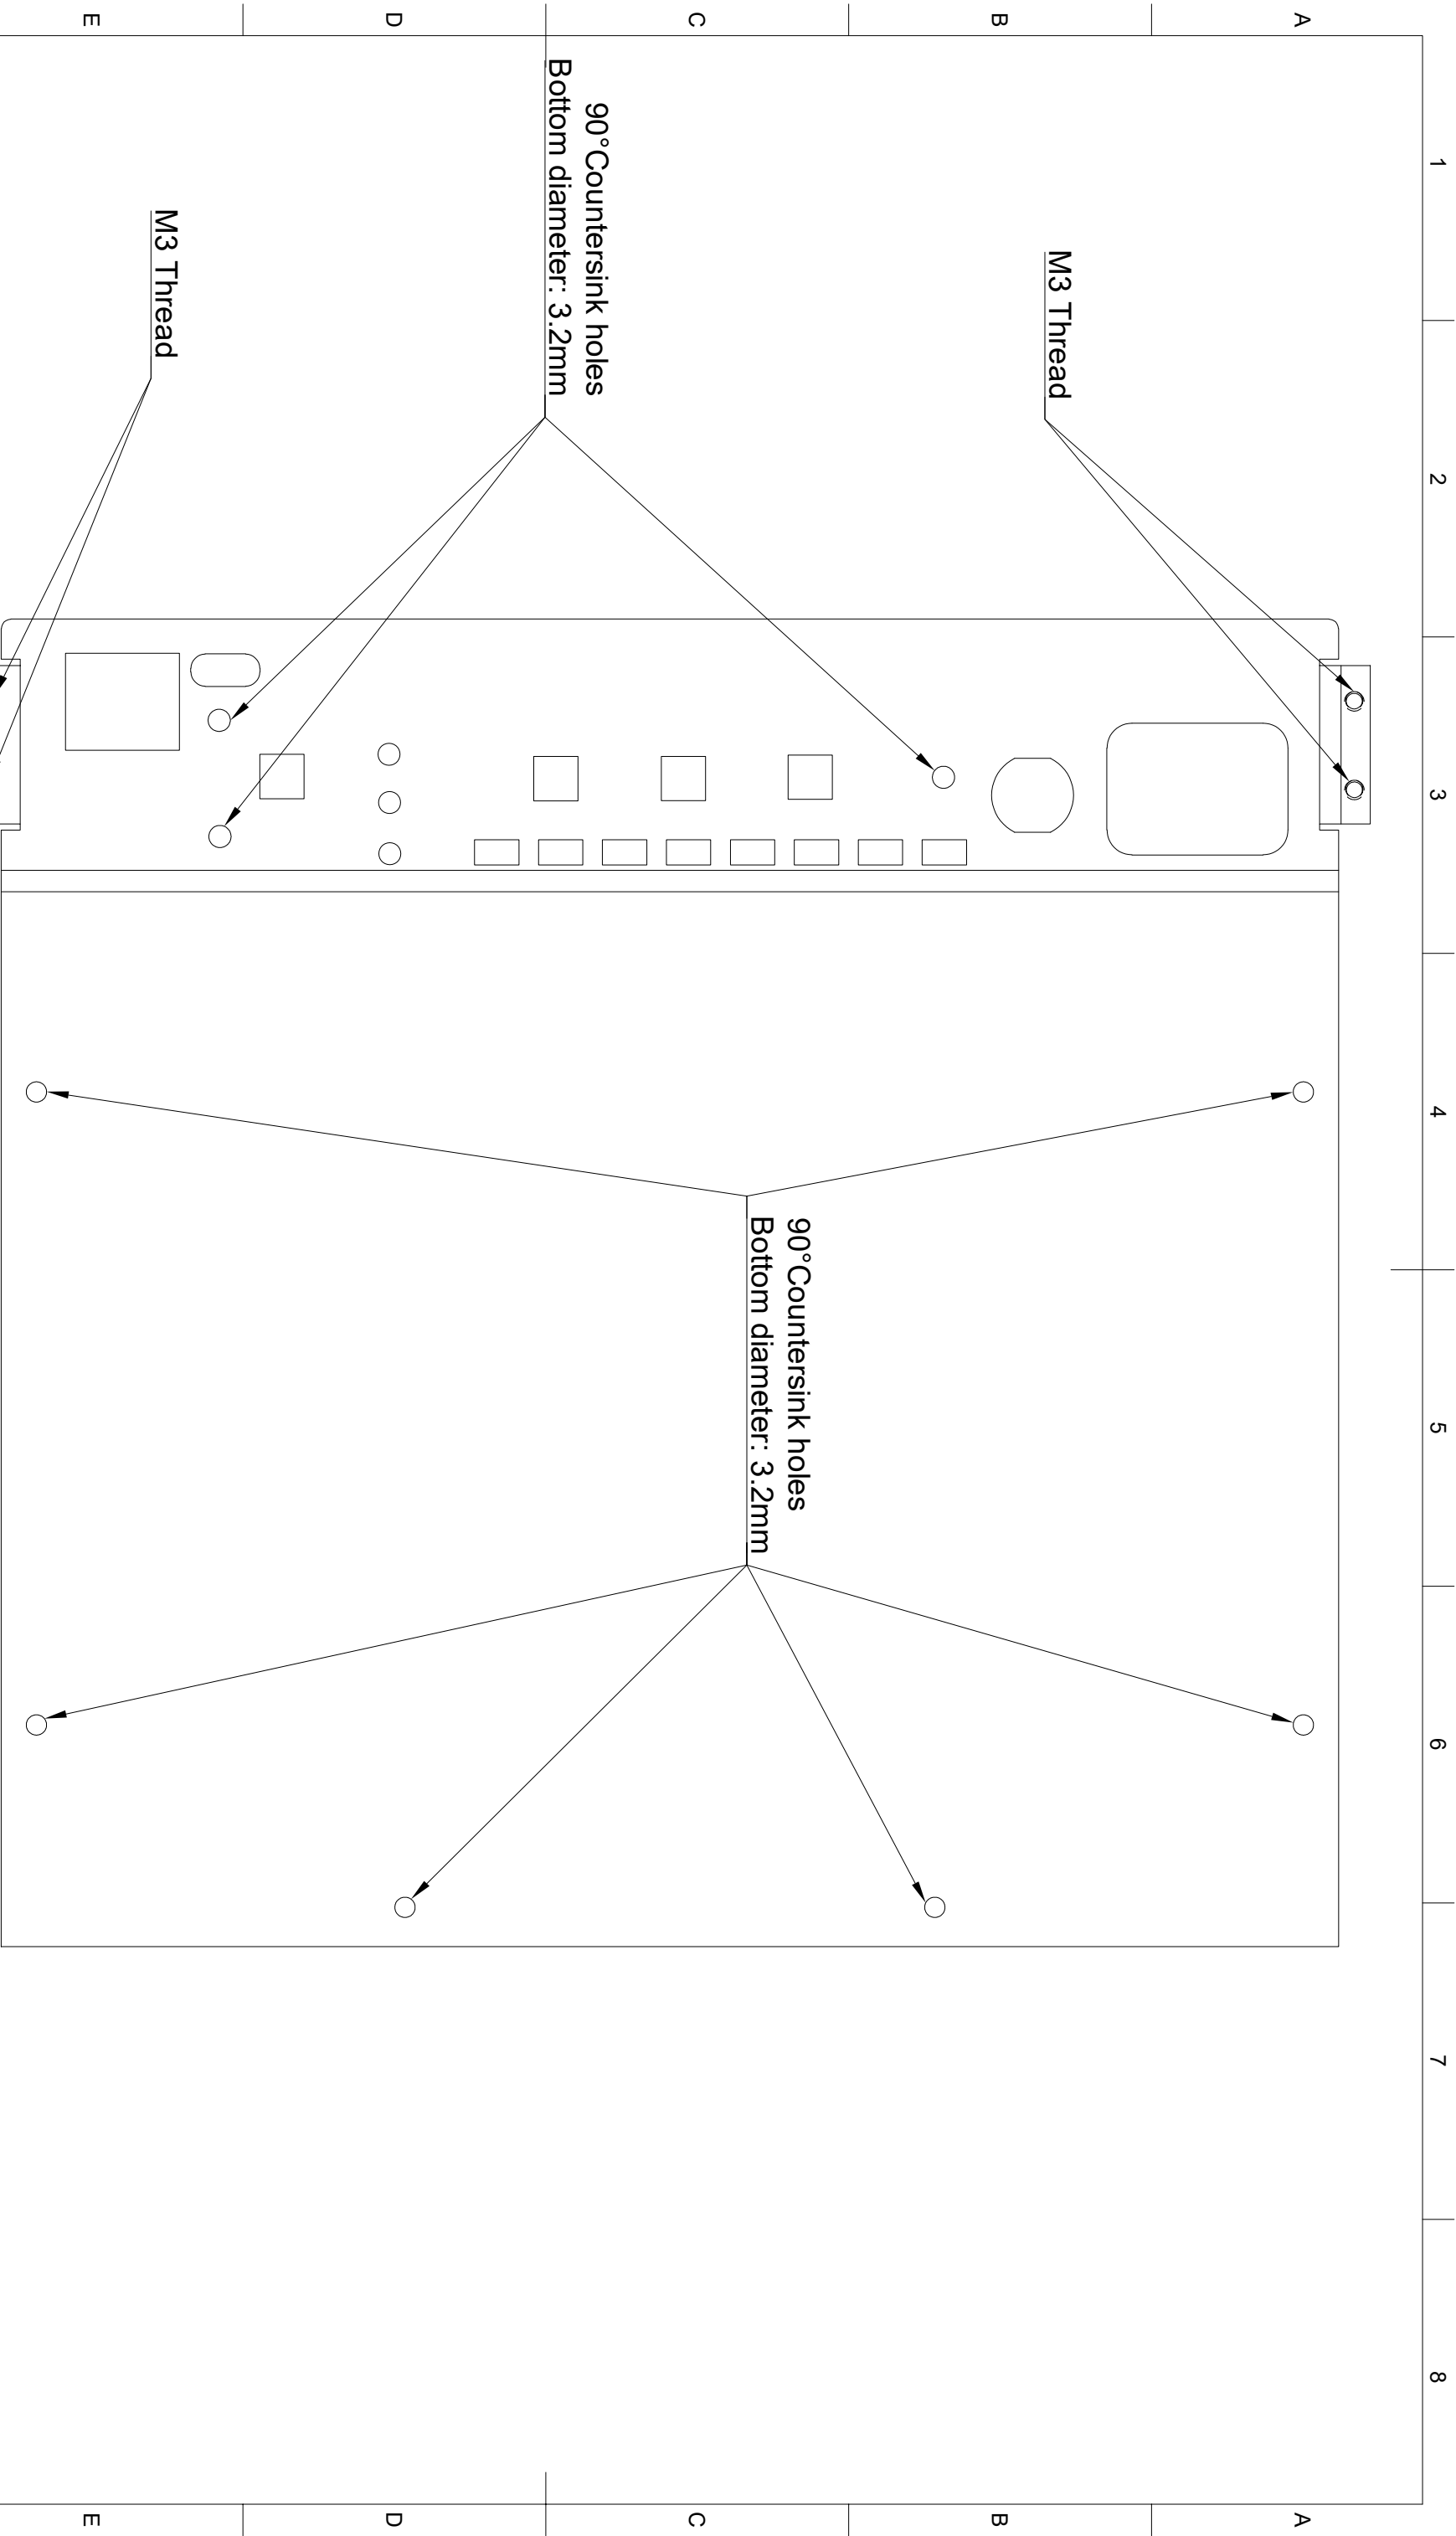 1
2
3
4
5
6
7
8
A
A
M3 Thread
B
B
90°Countersink holes
Bottom diameter: 3.2mm
C
C
90°Countersink holes
Bottom diameter: 3.2mm
D
D
M3 Thread
E
E